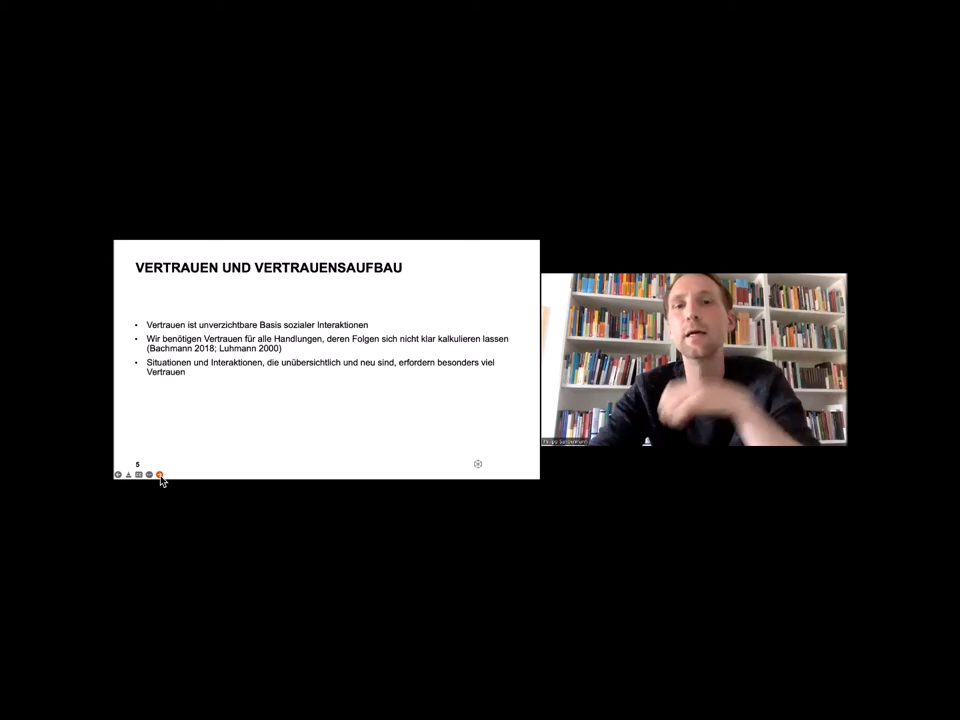 VERTRAUEN UND VERTRAUENSAUFBAU
• Vertrauen ist unverzichtbare Basis sozialer Interaktionen
• Wir benötigen Vertrauen für alle Handlungen, deren Folgen sich nicht klar kalkulieren lassen
(Bachmann 2018; Luhmann 2000)
• Situationen und Interaktionen, die unübersichtlich und neu sind, erfordern besonders viel
Vertrauen
5